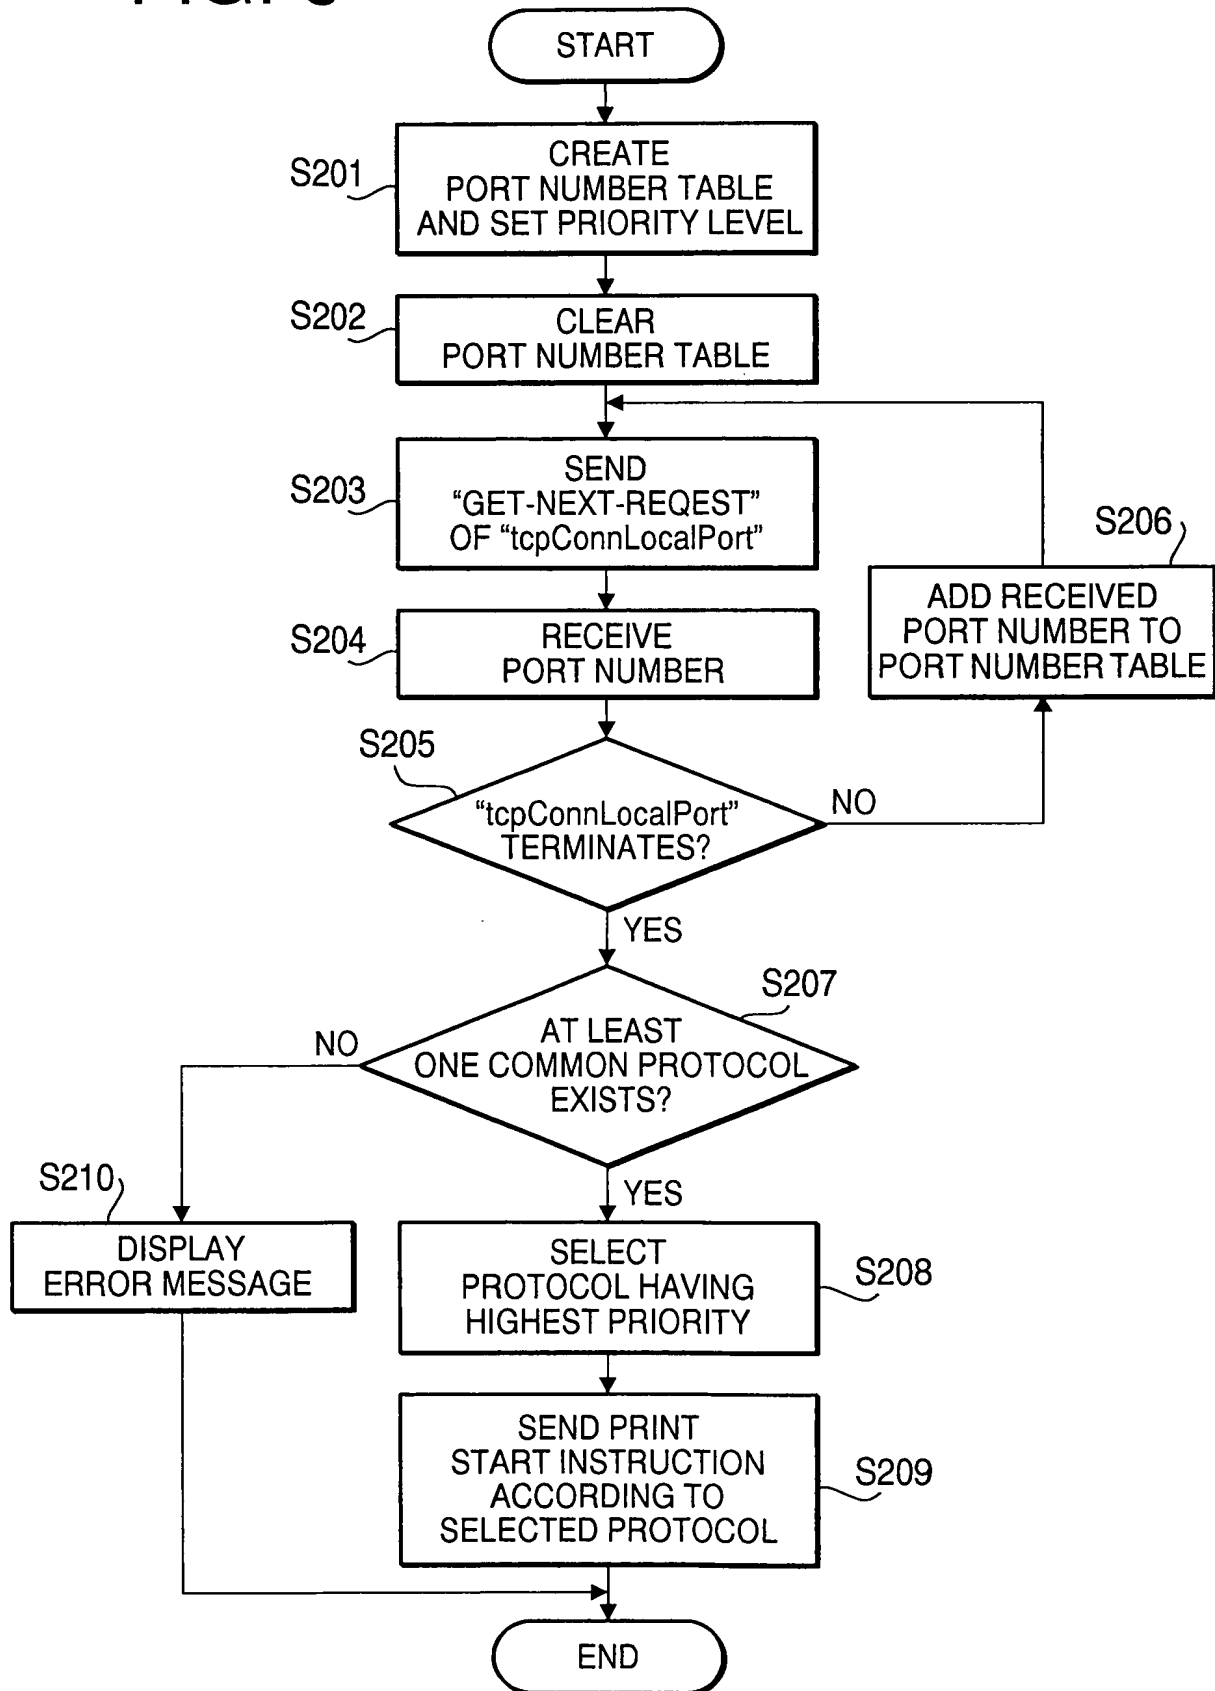 START
S201
CREATE
PORT NUMBER TABLE
AND SET PRIORITY LEVEL
S202
CLEAR
PORT NUMBER TABLE
S203
SEND
“GET-NEXT-REQEST”
OF “tcpConnLocalPort”
S206
ADD RECEIVED
PORT NUMBER TO
PORT NUMBER TABLE
S204
RECEIVE
PORT NUMBER
S205
“tcpConnLocalPort”
TERMINATES?
NO
YES
S207
AT LEAST
ONE COMMON PROTOCOL
EXISTS?
NO
YES
S210
DISPLAY
ERROR MESSAGE
SELECT
PROTOCOL HAVING
HIGHEST PRIORITY
S208
SEND PRINT
START INSTRUCTION
ACCORDING TO
SELECTED PROTOCOL
S209
END